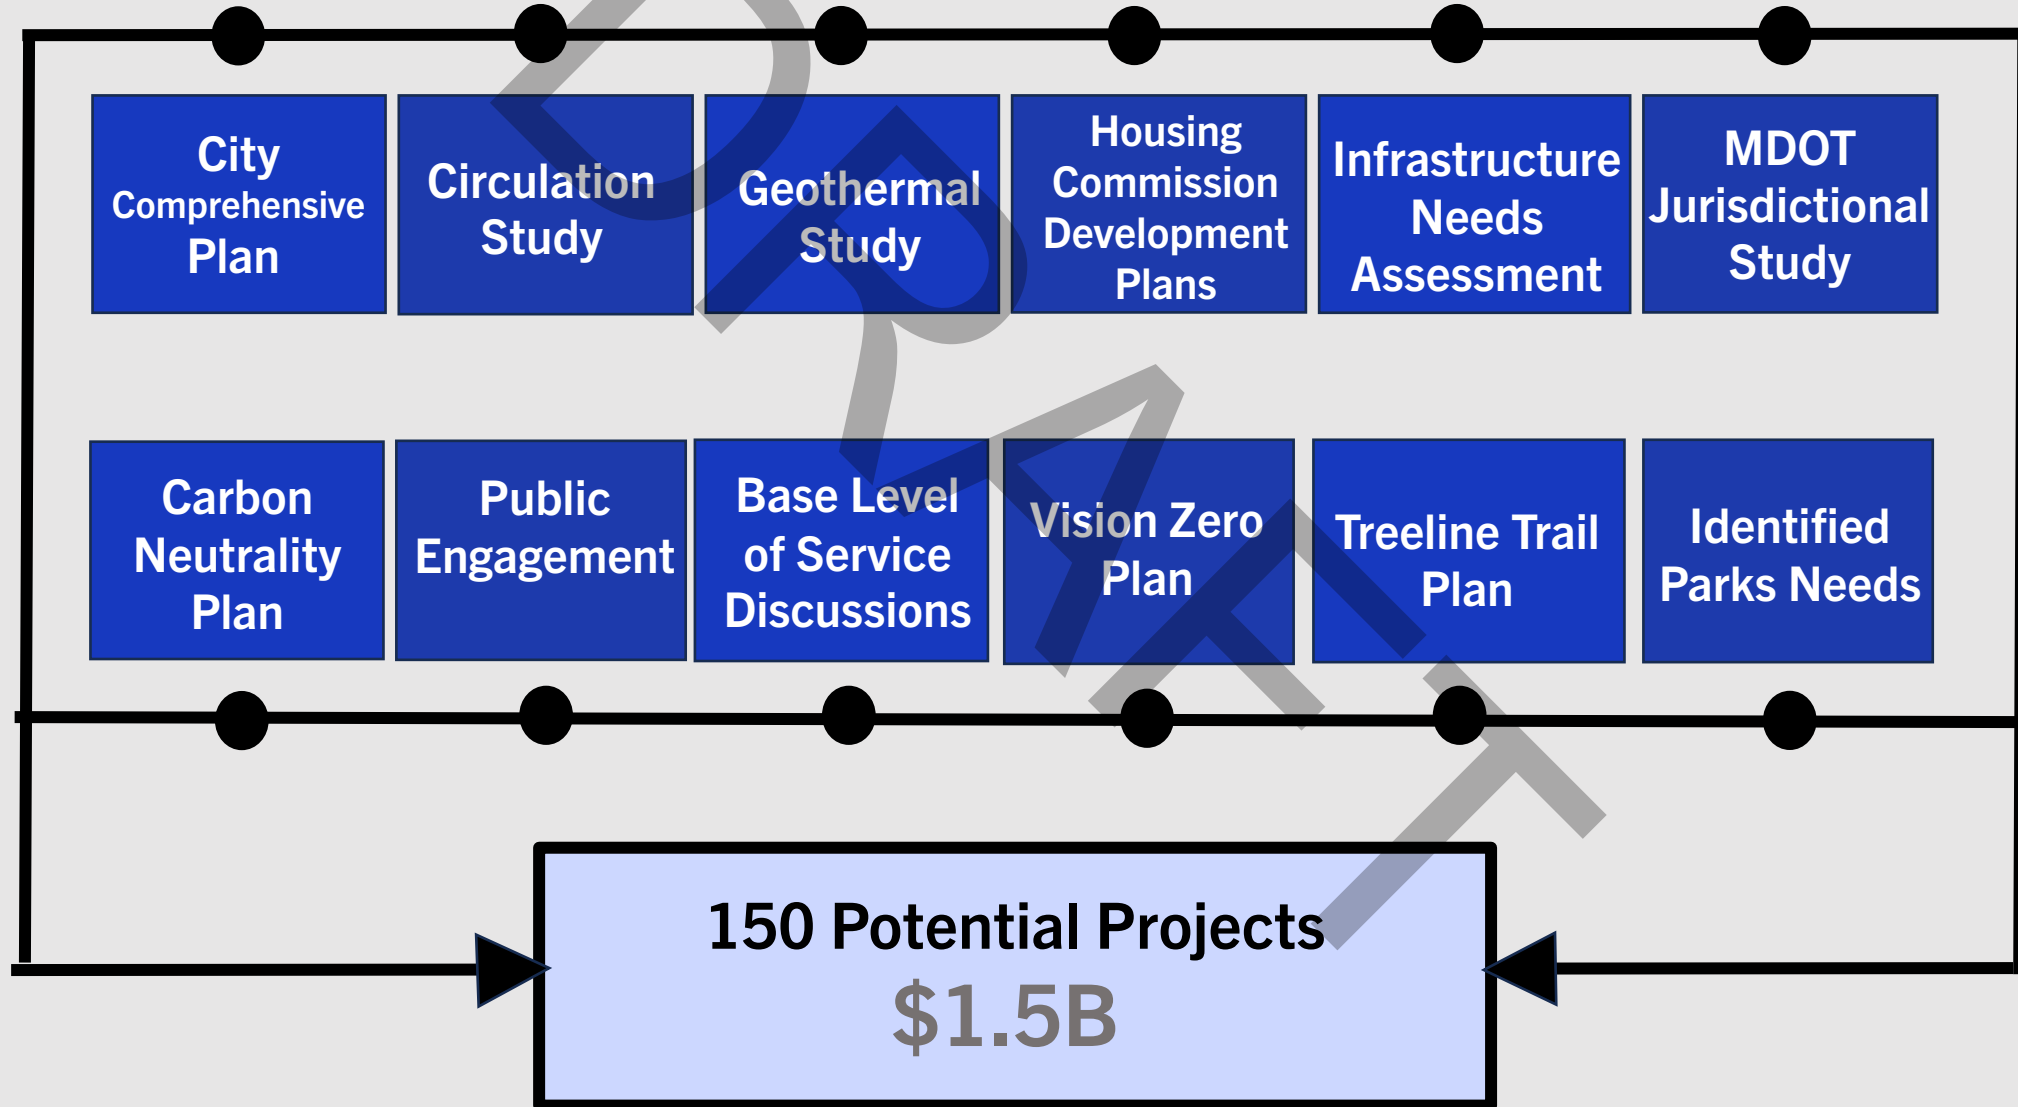 City
Comprehensive
Plan
Circulation
Study
Geothermal
Study
Housing
Commission
Development
Plans
Infrastructure
Needs
Assessment
MDOT
Jurisdictional
Study
Carbon
Neutrality
Plan
Public
Engagement
Base Level
of Service
Discussions
Vision Zero
Plan
Treeline Trail
Plan
Identified
Parks Needs
150 Potential Projects
$1.5B
DRAFT